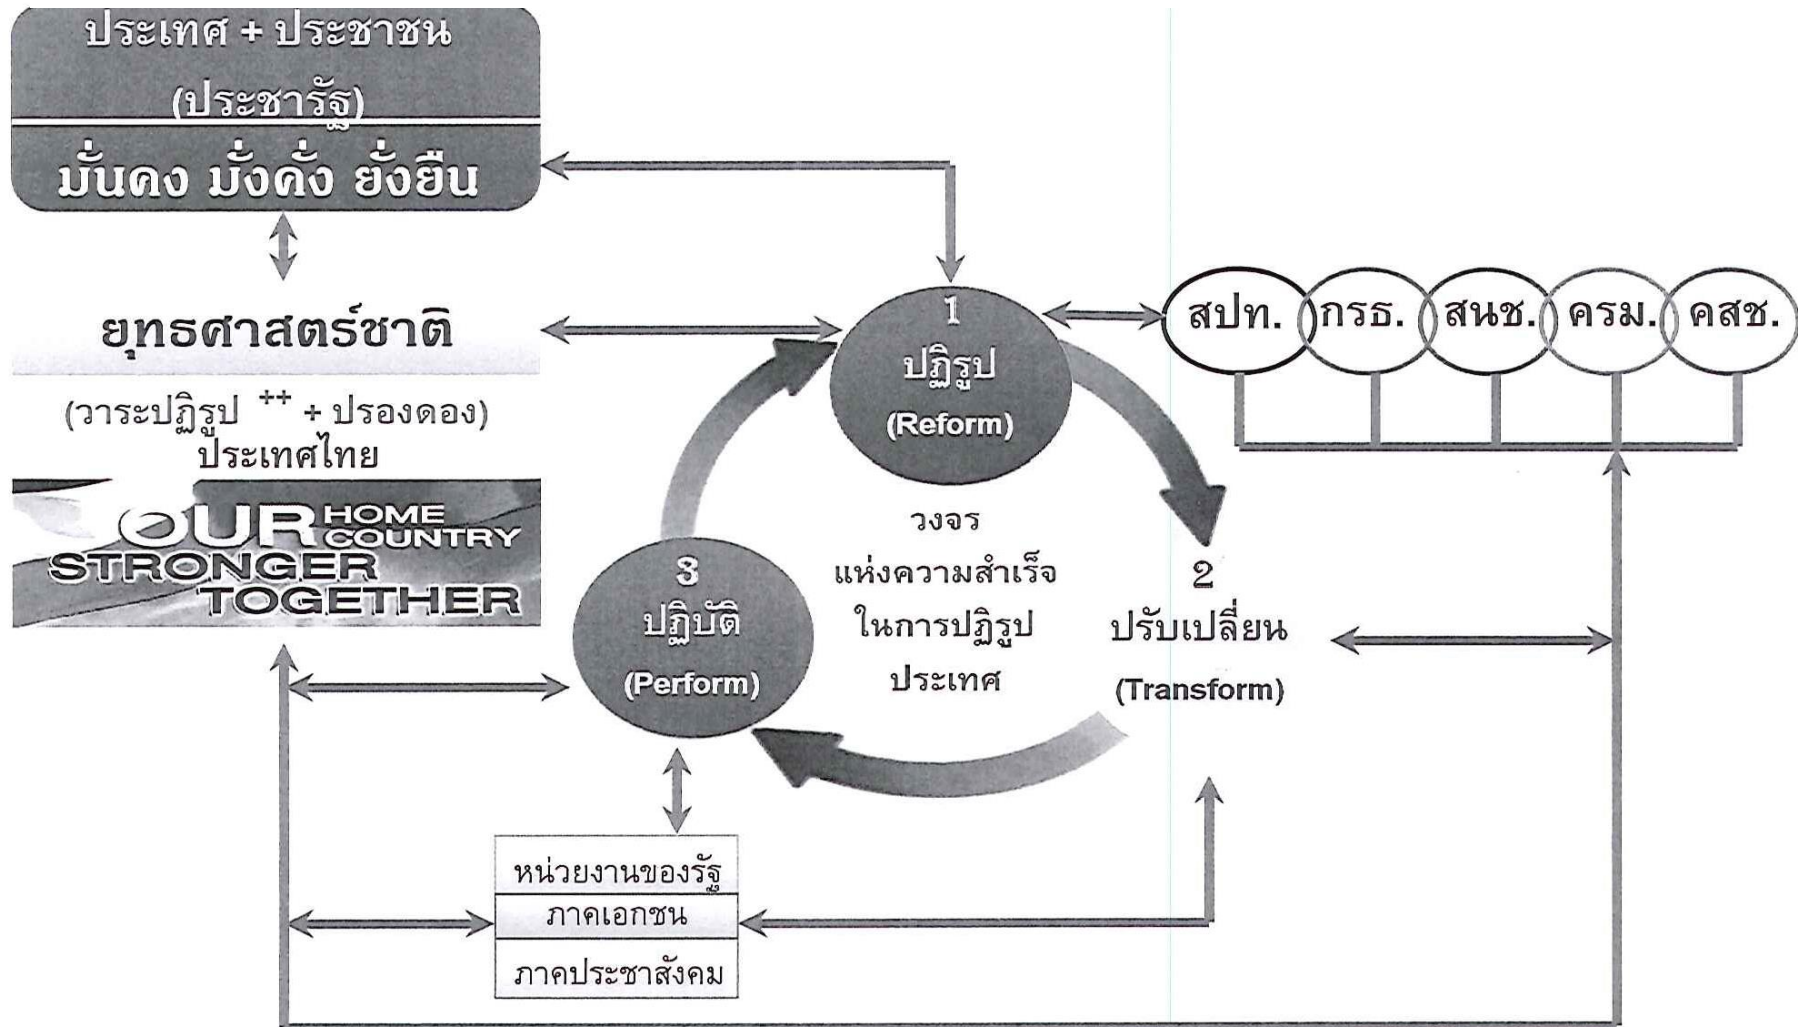 ประเทศ + ประชาชน
(ประชารัฐ)
มั่นคง มั่งคั่ง ยั่งยืน
ยุทธศาสตร์ชาติ
(วาระปฏิรูป ++ + ปรองดอง)
ประเทศไทย
OUR HOME
COUNTRY
STRONGER
TOGETHER
1
ปฏิรูป
(Reform)
สปท.
กรธ.
สนช.
ครม.
คสช.
วงจร
แห่งความสำเร็จ
ในการปฏิรูป
ประเทศ
2
ปรับเปลี่ยน
(Transform)
3
ปฏิบัติ
(Perform)
หน่วยงานของรัฐ
ภาคเอกชน
ภาคประชาสังคม